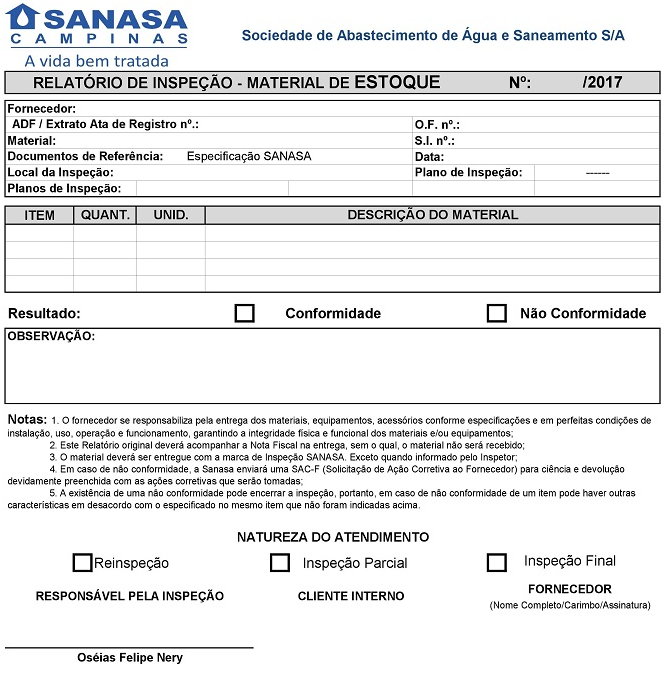 SANASA
CAMPINAS
A vida bem tratada
Sociedade de Abastecimento de Água e Saneamento S/A
RELATÓRIO DE INSPEÇÃO - MATERIAL DE ESTOQUE Nº: /2017
Fornecedor:
ADF / Extrato Ata de Registro nº.: O.F. nº.:
Material: S.I. nº.:
Documentos de Referência: Especificação SANASA Data:
Local da Inspeção: Plano de Inspeção: ------
Planos de Inspeção:
ITEM QUANT. UNID. DESCRIÇÃO DO MATERIAL
Resultado: Conformidade Não Conformidade
OBSERVAÇÃO:
Notas: 1. O fornecedor se responsabiliza pela entrega dos materiais, equipamentos, acessórios conforme especificações e em perfeitas condições de
instalação, uso, operação e funcionamento, garantindo a integridade física e funcional dos materiais e/ou equipamentos;
2. Este Relatório original deverá acompanhar a Nota Fiscal na entrega, sem o qual, o material não será recebido;
3. O material deverá ser entregue com a marca de Inspeção SANASA. Exceto quando informado pelo Inspetor;
4. Em caso de não conformidade, a Sanasa enviará uma SAC-F (Solicitação de Ação Corretiva ao Fornecedor) para ciência e devolução
devidamente preenchida com as ações corretivas que serão tomadas;
5. A existência de uma não conformidade pode encerrar a inspeção, portanto, em caso de não conformidade de um item pode haver outras
características em desacordo com o especificado no mesmo item que não foram indicadas acima.
NATUREZA DO ATENDIMENTO
Reinspeção Inspeção Parcial Inspeção Final
RESPONSÁVEL PELA INSPEÇÃO CLIENTE INTERNO FORNECEDOR
(Nome Completo/Carimbo/Assinatura)
Oséias Felipe Nery